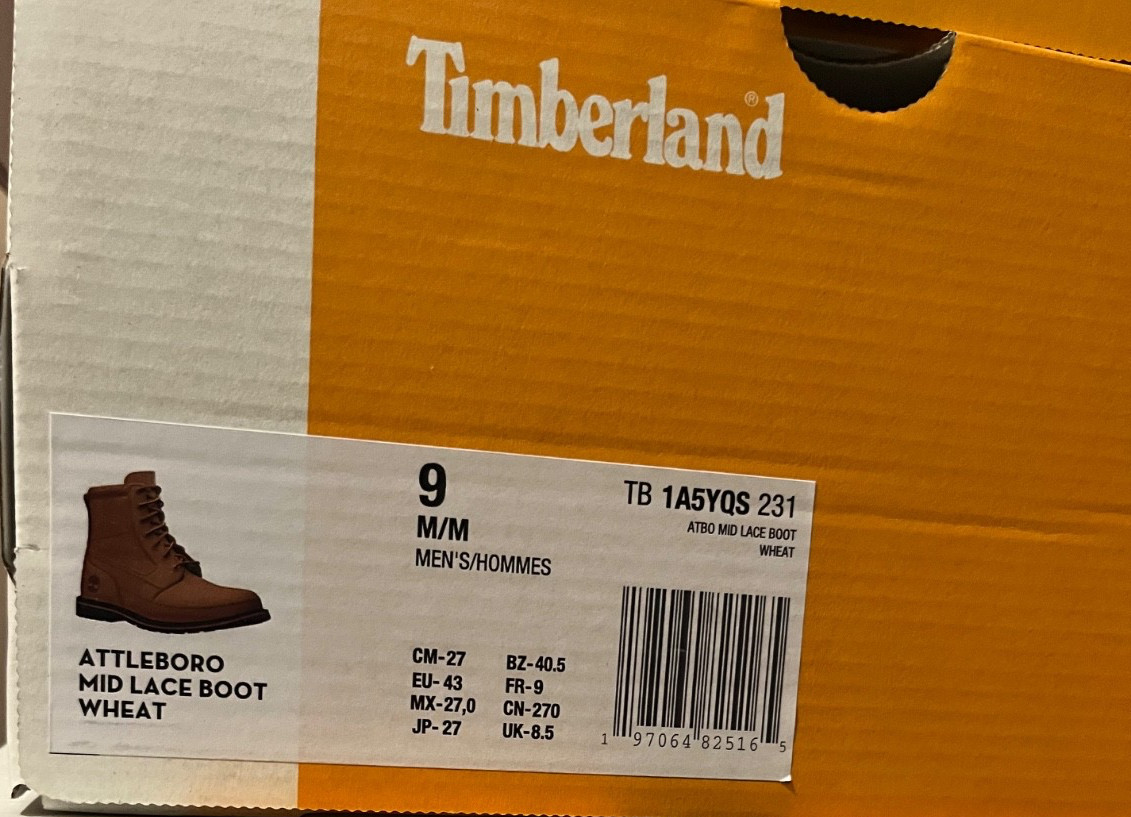 Timberland®
9
M/M
MEN'S/HOMMES
TB 1A5YQS 231
ATBO MID LACE BOOT
WHEAT
ATTLEBORO
MID LACE BOOT
WHEAT
CM-27 BZ-40.5
EU- 43 FR-9
MX-27,0 CN-270
JP- 27 UK-8.5
1 97064 82516 5